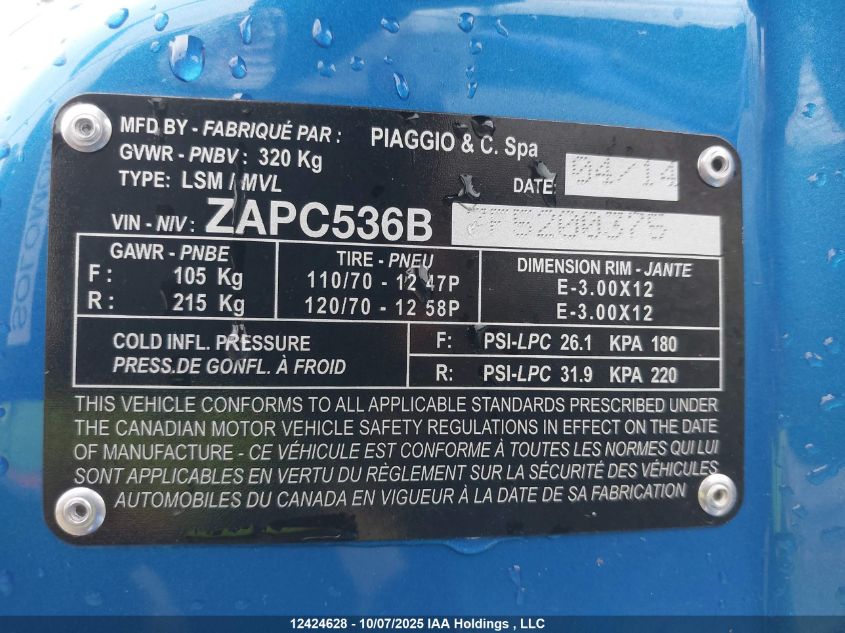 MFD BY - FABRIQUÉ PAR : PIAGGIO & C. Spa
GVWR - PNBV : 320 Kg
TYPE: LSM / MVL DATE: 04/14
VIN - NIV : ZAPC536B
GAWR - PNBE TIRE - PNEU DIMENSION RIM - JANTE
F : 105 Kg 110/70 - 12 47P E-3.00X12
R : 215 Kg 120/70 - 12 58P E-3.00X12
COLD INFL. PRESSURE F: PSI-LPC 26.1 KPA 180
PRESS.DE GONFL. À FROID R: PSI-LPC 31.9 KPA 220
THIS VEHICLE CONFORMS TO ALL APPLICABLE STANDARDS PRESCRIBED UNDER
THE CANADIAN MOTOR VEHICLE SAFETY REGULATIONS IN EFFECT ON THE DATE
OF MANUFACTURE - CE VÉHICULE EST CONFORME À TOUTES LES NORMES QUI LUI
SONT APPLICABLES EN VERTU DU RÈGLEMENT SUR LA SÉCURITÉ DES VÉHICULES
AUTOMOBILES DU CANADA EN VIGUEUR À LA DATE DE SA FABRICATION
12424628 - 10/07/2025 IAA Holdings , LLC